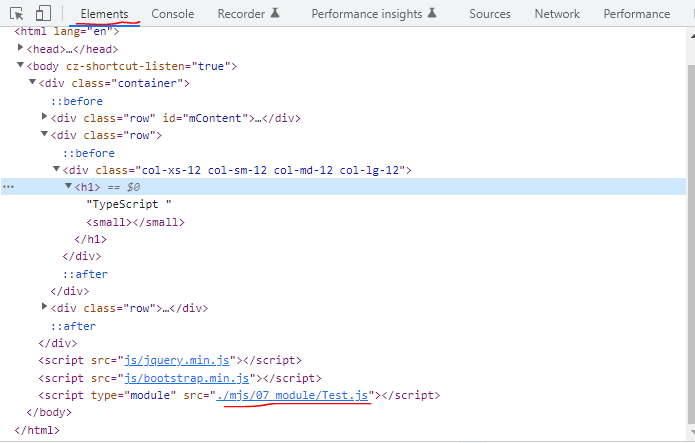 Elements Console Recorder Performance insights Sources Network Performance
<html lang="en">
<head>…</head>
<body cz-shortcut-listen="true">
<div class="container">
::before
<div class="row" id="mContent">…</div>
<div class="row">
::before
<div class="col-xs-12 col-sm-12 col-md-12 col-lg-12">
… <h1> == $0
"TypeScript "
<small></small>
</h1>
</div>
::after
</div>
<div class="row">…</div>
::after
</div>
<script src="js/jquery.min.js"></script>
<script src="js/bootstrap.min.js"></script>
<script type="module" src="./mjs/07_module/Test.js"></script>
</body>
</html>